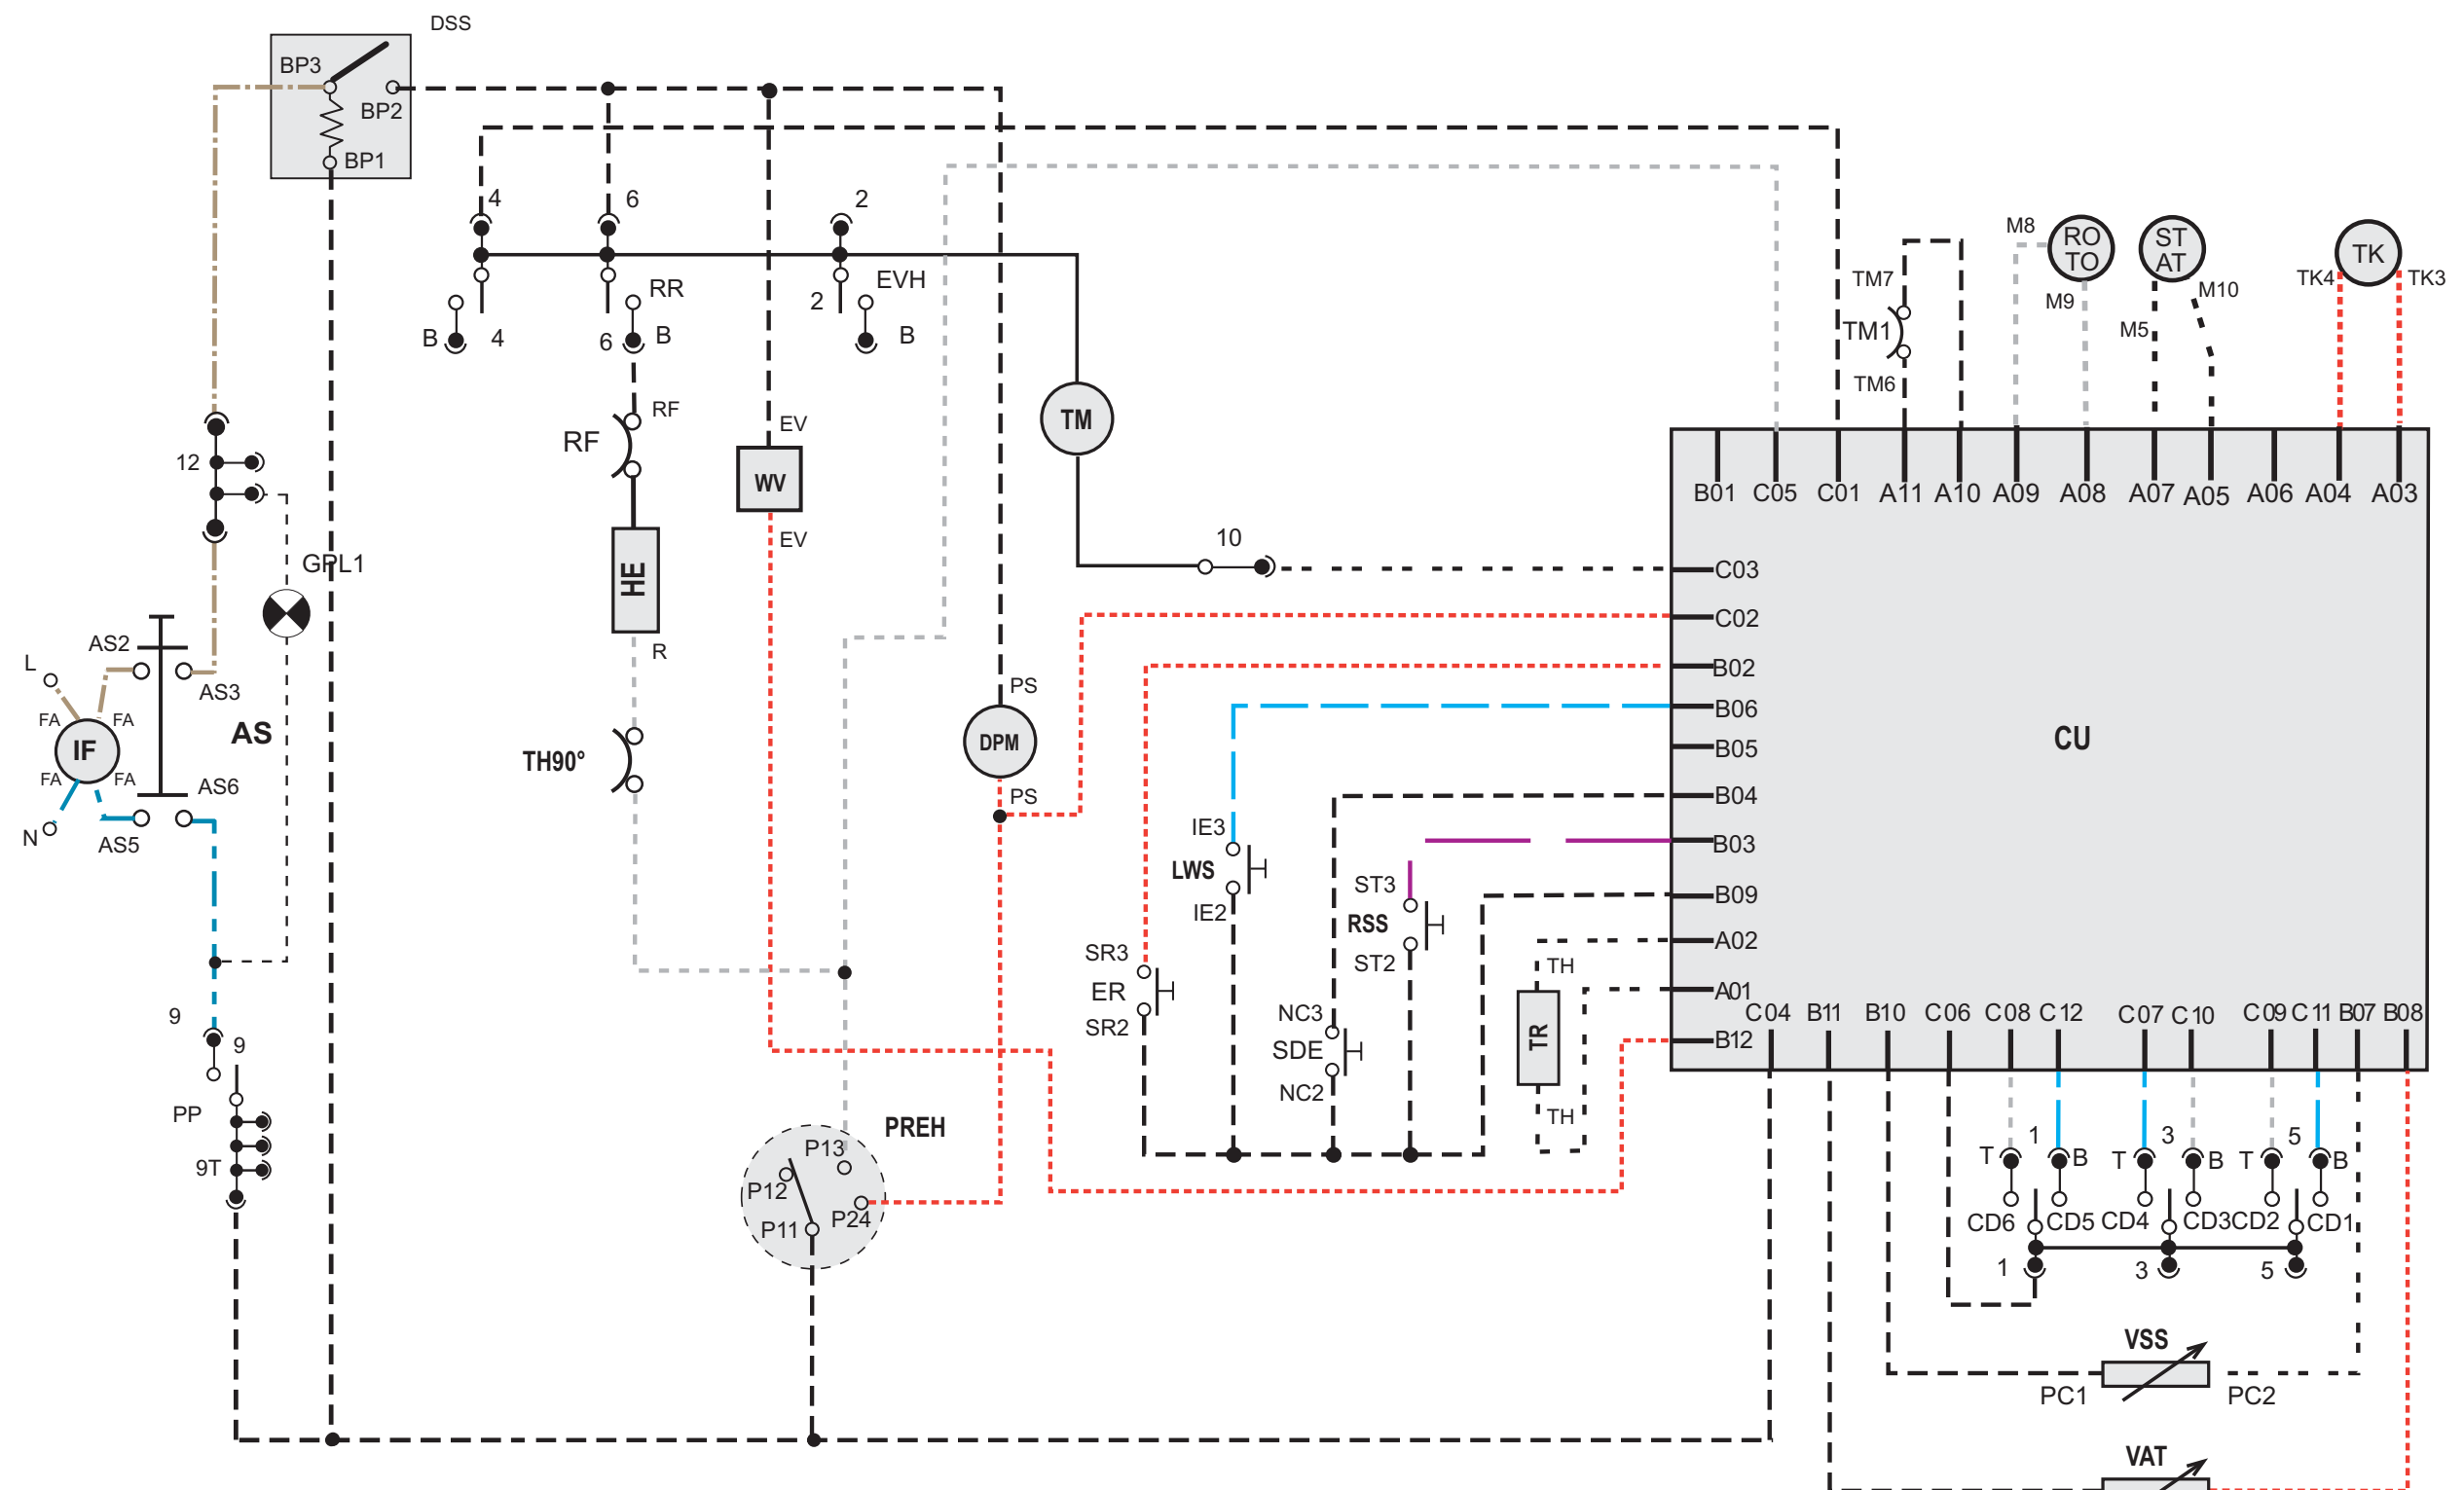 DSS
BP3
BP2
BP1
4
6
2
RR
EVH
2
B
4
6
B
B
M8
RO
TO
ST
AT
TK
M9
M10
M5
TK4
TK3
TM7
TM1
TM6
12
GPL1
RF
RF
EV
WV
EV
TM
HE
R
10
B01
C05
C01
A11
A10
A09
A08
A07
A05
A06
A04
A03
C03
C02
B02
B06
B05
B04
B03
B09
A02
A01
B12
CU
C04
B11
B10
C06
C08
C12
C07
C10
C09
C11
B07
B08
L
AS2
AS3
FA
FA
IF
AS
FA
FA
AS6
N
AS5
TH90°
PS
DPM
PS
IE3
LWS
IE2
ST3
RSS
ST2
SR3
ER
SR2
NC3
SDE
NC2
TH
TR
TH
9
9
PP
9T
PREH
P13
P12
P11
P24
T
1
B
T
3
B
T
5
B
CD6
CD5
CD4
CD3
CD2
CD1
1
3
5
VSS
PC1
PC2
VAT